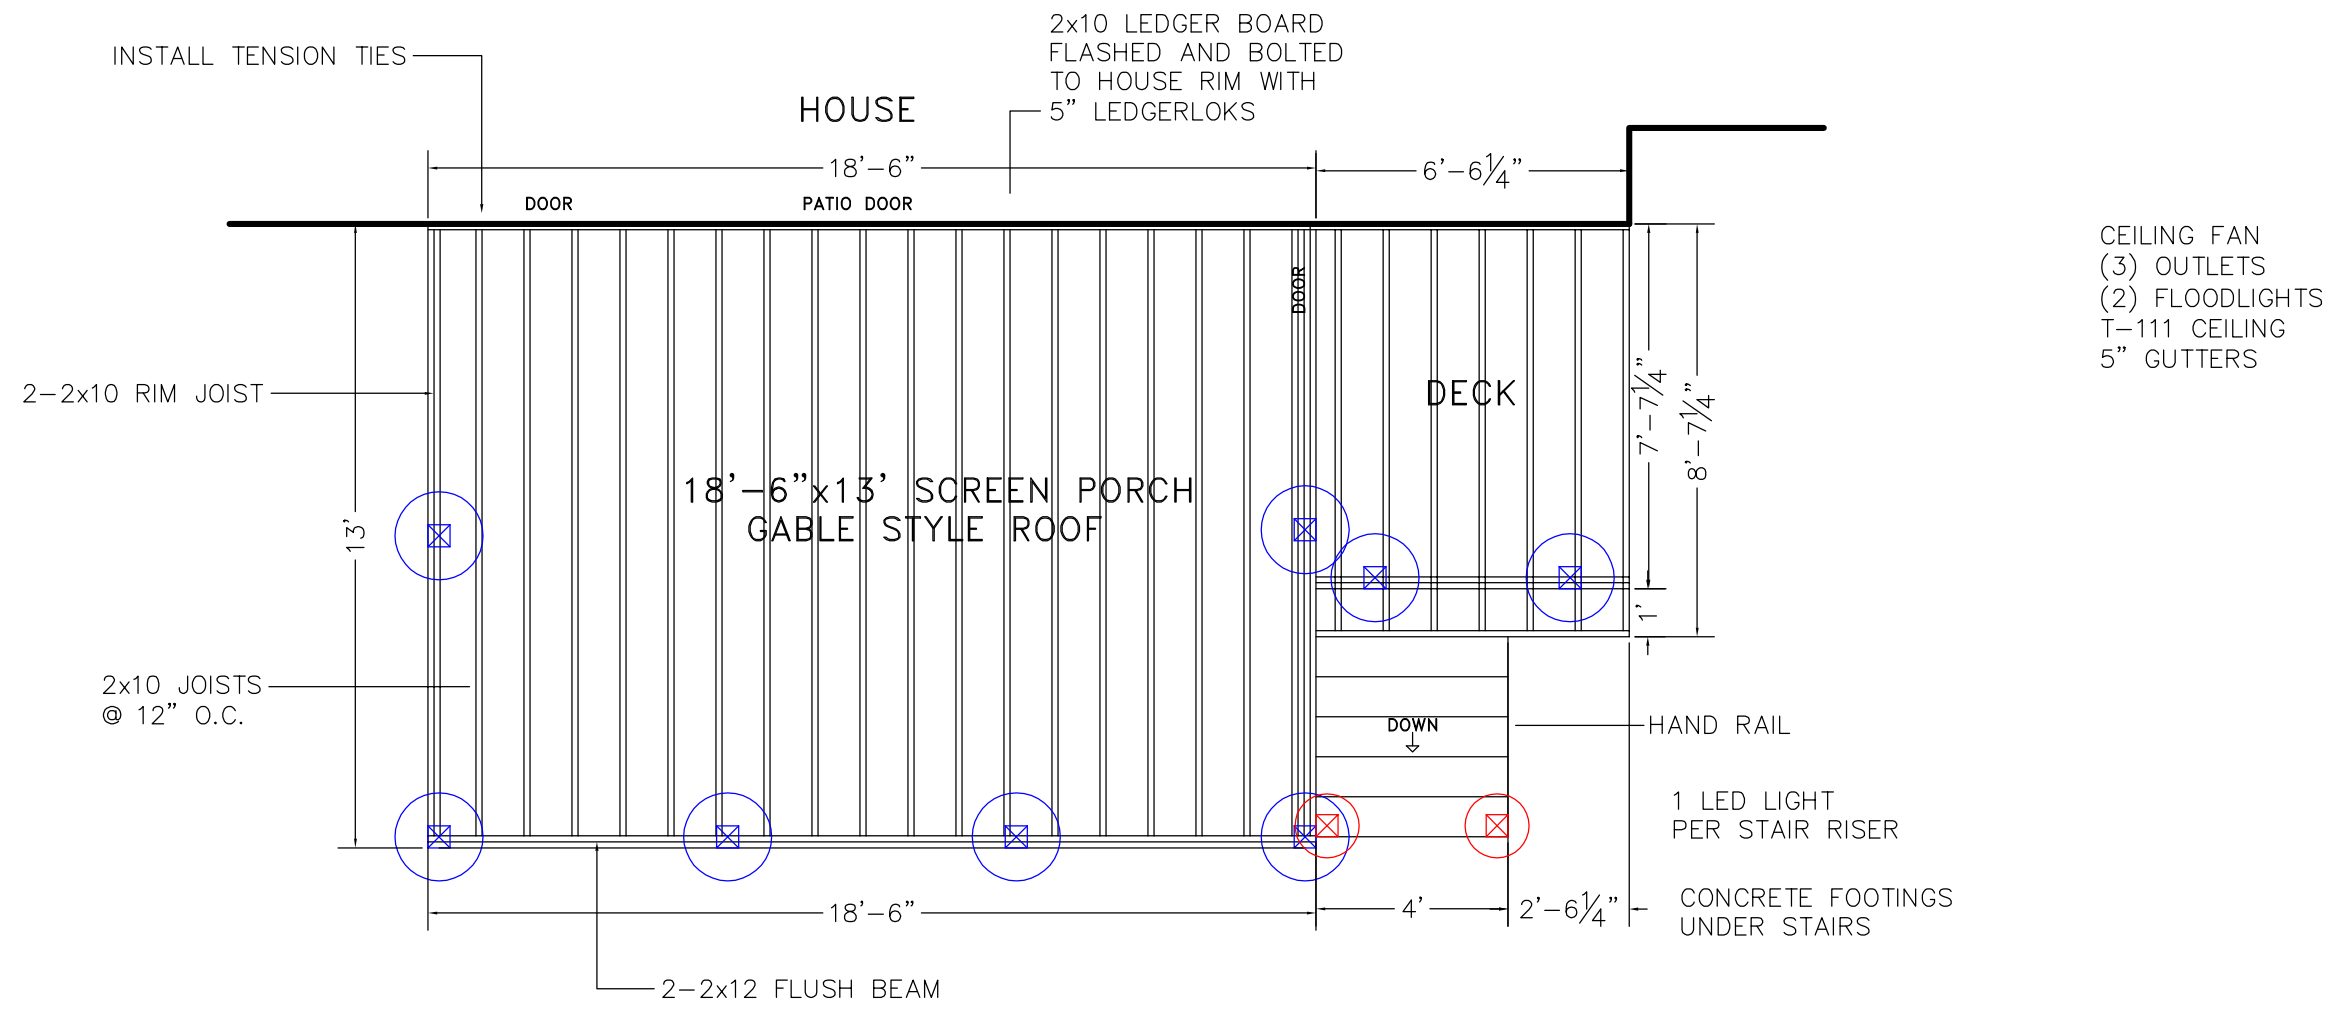 2x10 LEDGER BOARD
FLASHED AND BOLTED
TO HOUSE RIM WITH
5" LEDGERLOKS
INSTALL TENSION TIES
HOUSE
18'-6"
6'-6¼"
DOOR
PATIO DOOR
CEILING FAN
(3) OUTLETS
(2) FLOODLIGHTS
T-111 CEILING
5" GUTTERS
DOOR
2-2x10 RIM JOIST
DECK
7'-7¼"
8'-7¼"
18'-6"x13' SCREEN PORCH
GABLE STYLE ROOF
13'
1'
2x10 JOISTS
@ 12" O.C.
DOWN
HAND RAIL
1 LED LIGHT
PER STAIR RISER
18'-6"
4'
2'-6¼"
CONCRETE FOOTINGS
UNDER STAIRS
2-2x12 FLUSH BEAM